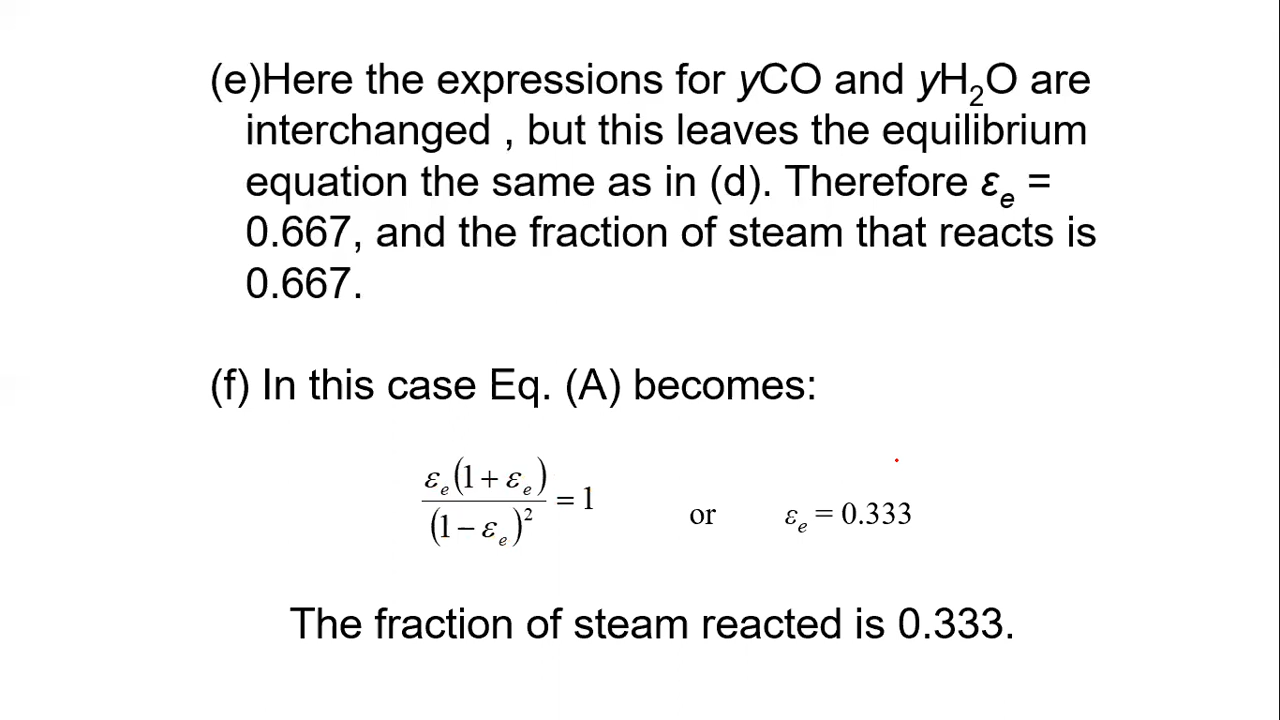 (e)Here the expressions for yCO and yH₂O are
interchanged , but this leaves the equilibrium
equation the same as in (d). Therefore εₑ =
0.667, and the fraction of steam that reacts is
0.667.
(f) In this case Eq. (A) becomes:
εₑ(1 + εₑ) / (1 − εₑ)² = 1 or εₑ = 0.333
The fraction of steam reacted is 0.333.